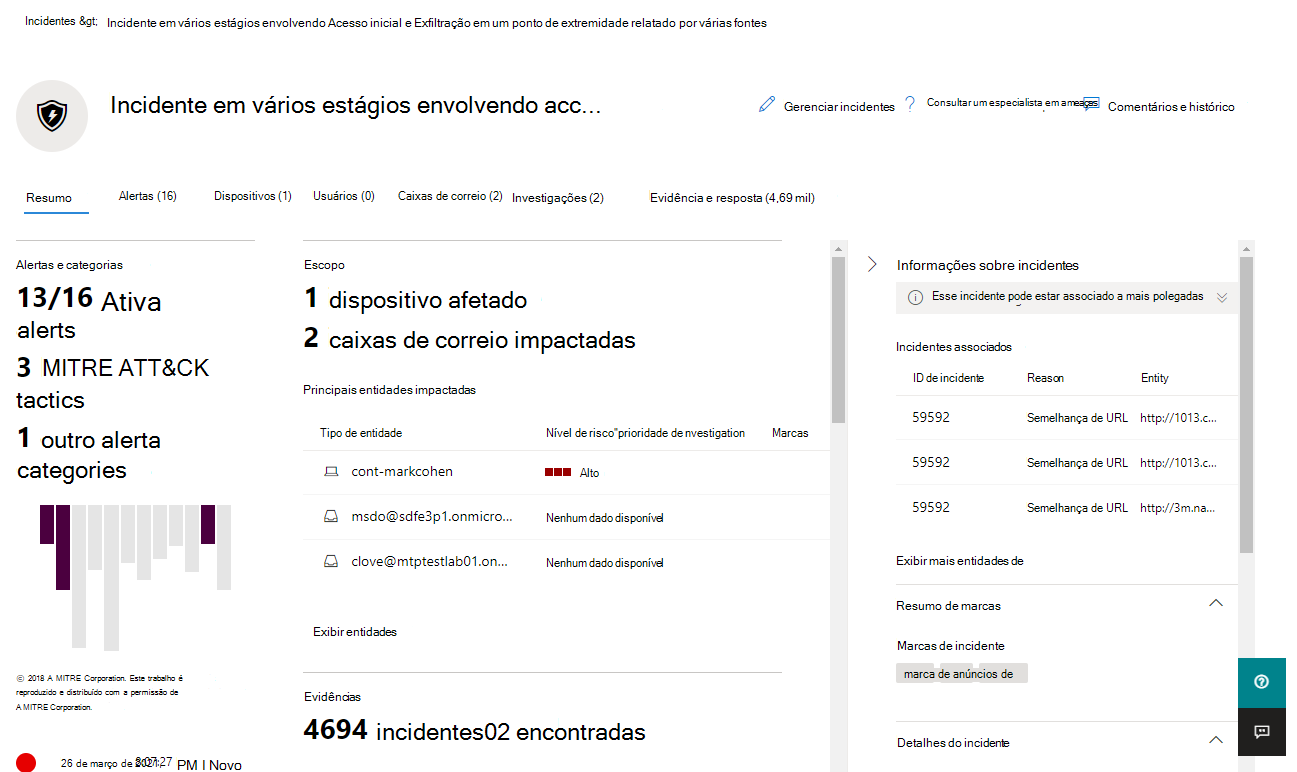 Incidentes &gt; Incidente em vários estágios envolvendo Acesso inicial e Exfiltração em um ponto de extremidade relatado por várias fontes
Incidente em vários estágios envolvendo acc...
Gerenciar incidentes
Consultar um especialista em ameaças
Comentários e histórico
Resumo
Alertas (16)
Dispositivos (1)
Usuários (0)
Caixas de correio (2)
Investigações (2)
Evidência e resposta (4,69 mil)
Alertas e categorias
13/16 Ativa
alerts
3 MITRE ATT&CK
tactics
1 outro alerta
categories
© 2018 A MITRE Corporation. Este trabalho é
reproduzido e distribuído com a permissão de
A MITRE Corporation.
26 de março de 2021, 3:07:27 PM | Novo
Escopo
1 dispositivo afetado
2 caixas de correio impactadas
Principais entidades impactadas
Tipo de entidade Nível de risco"prioridade de nvestigation Marcas
cont-markcohen Alto
msdo@sdfe3p1.onmicro... Nenhum dado disponível
clove@mtptestlab01.on... Nenhum dado disponível
Exibir entidades
Evidências
4694 incidentes02 encontradas
Informações sobre incidentes
Esse incidente pode estar associado a mais polegadas
Incidentes associados
ID de incidente Reason Entity
59592 Semelhança de URL http://1013.c...
59592 Semelhança de URL http://1013.c...
59592 Semelhança de URL http://3m.na...
Exibir mais entidades de
Resumo de marcas
Marcas de incidente
marca de anúncios de
Detalhes do incidente